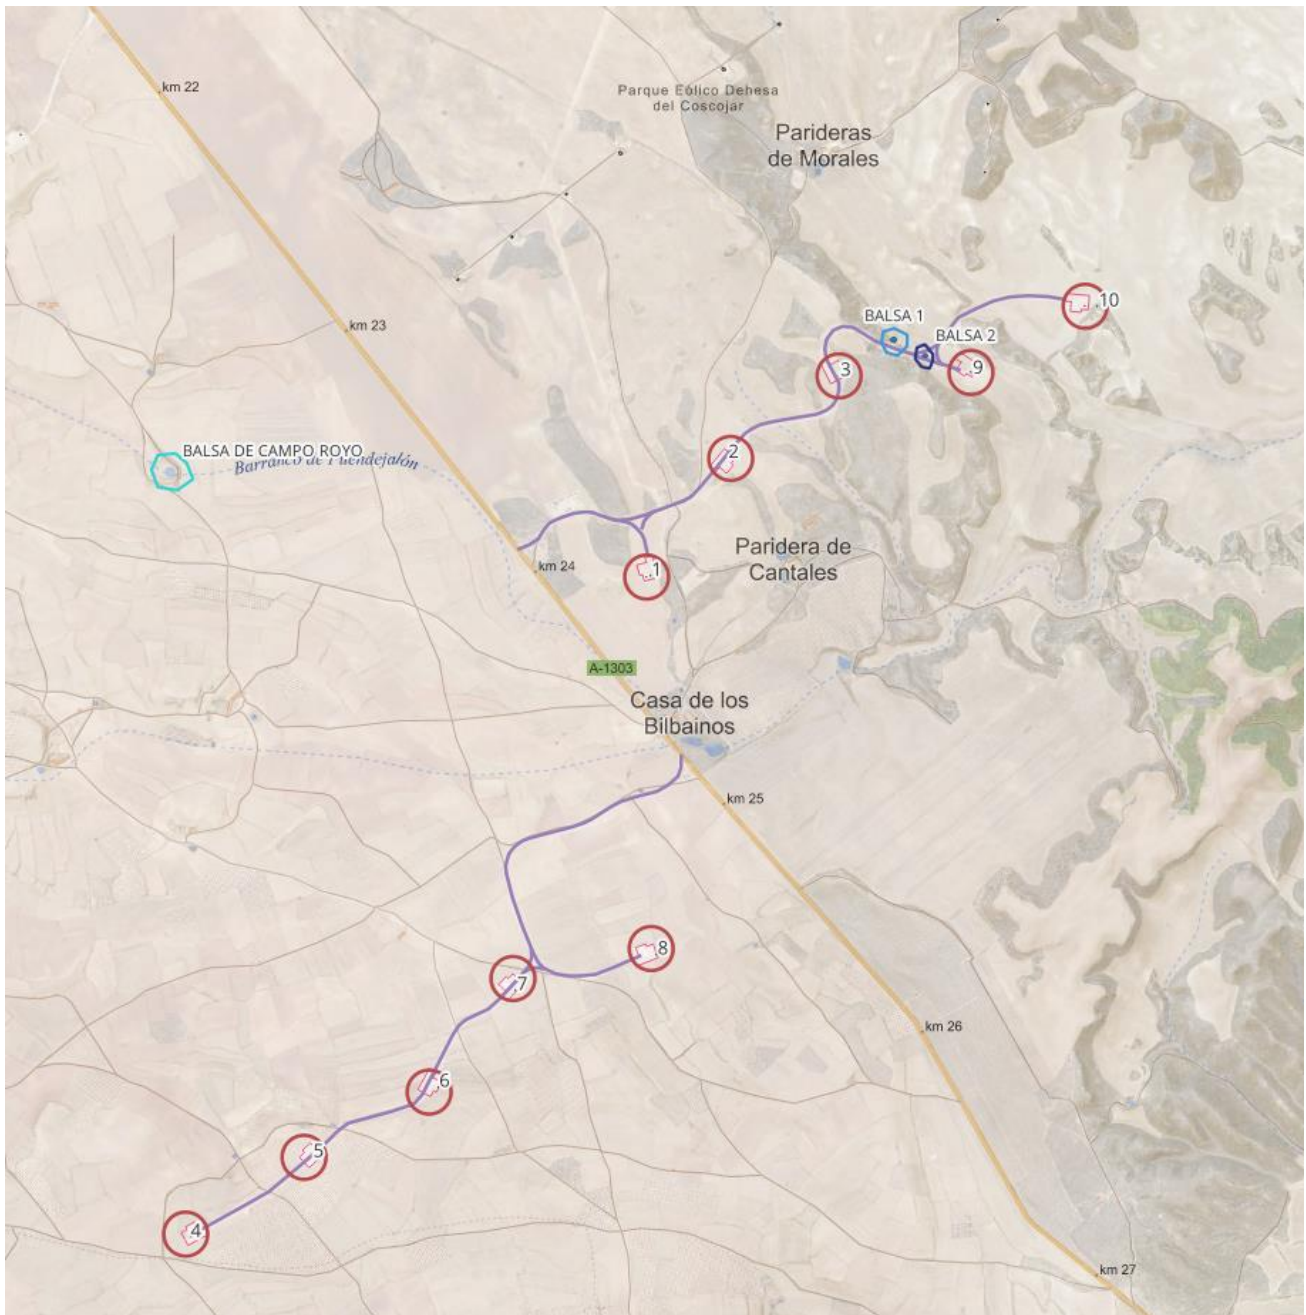 km 22
Parque Eólico Dehesa
del Coscojar
Parideras
de Morales
10
km 23
BALSA 1
BALSA 2
3
9
2
BALSA DE CAMPO ROYO
Barranco de Fuendejalón
Paridera de
Cantales
km 24
1
A-1303
Casa de los
Bilbainos
km 25
8
7
km 26
6
5
4
km 27